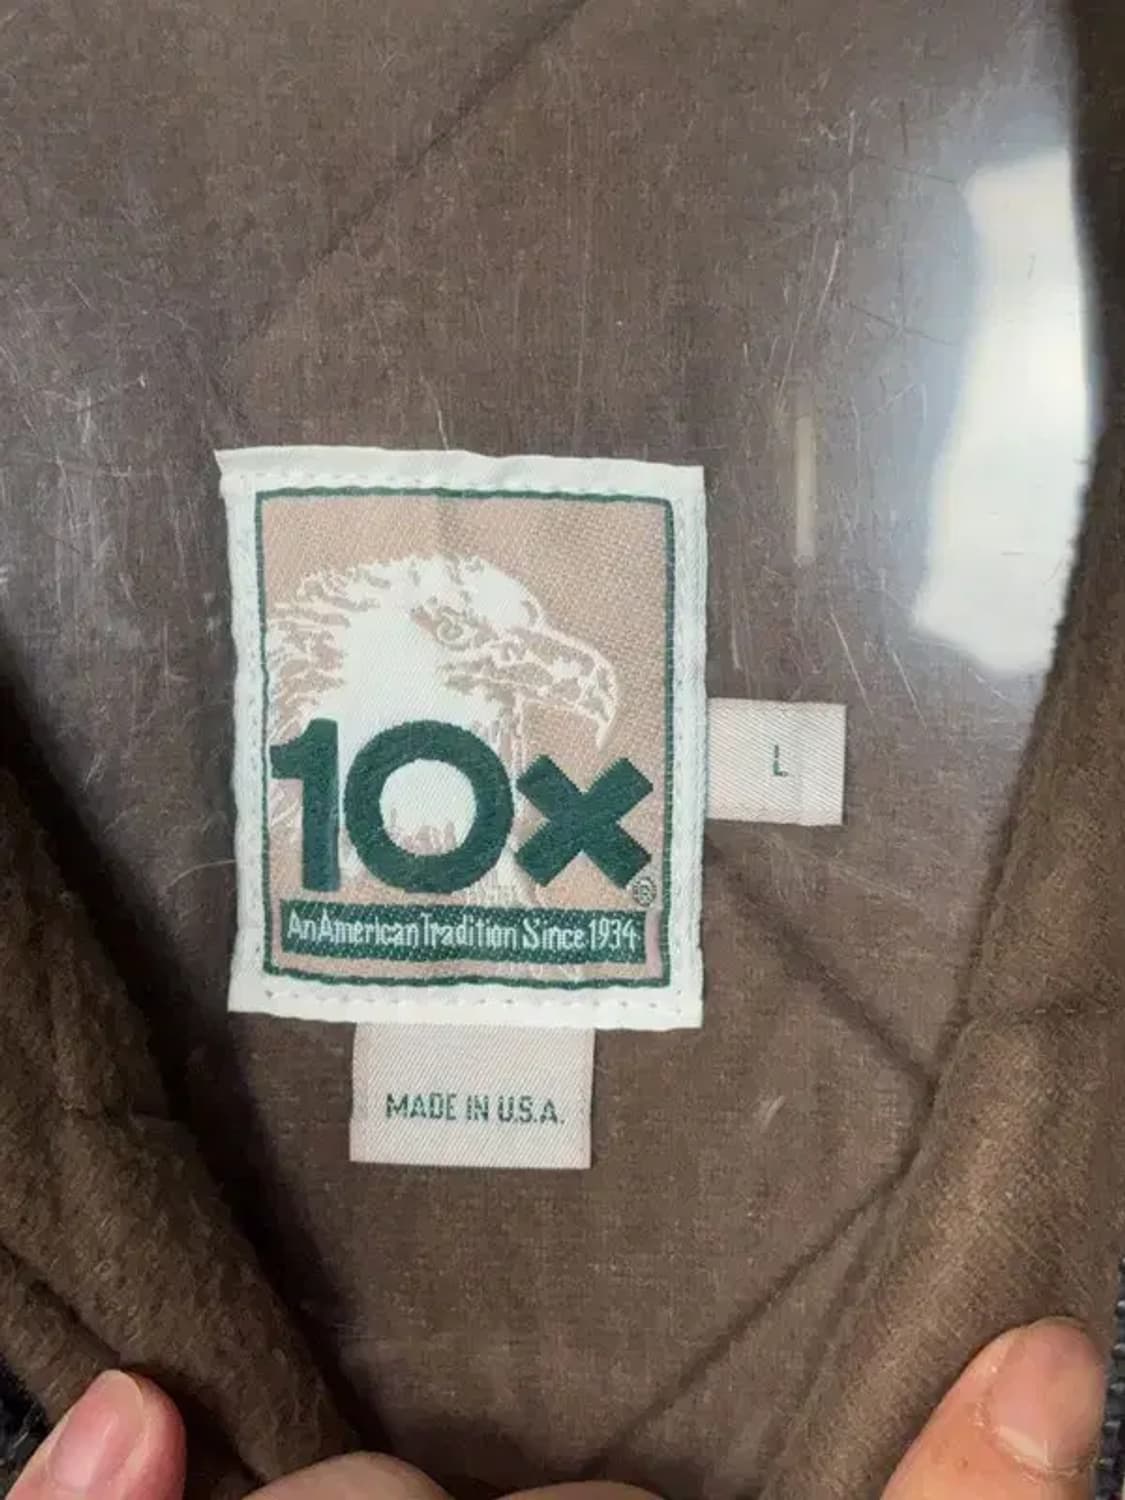 10x
®
An American Tradition Since 1934
L
MADE IN U.S.A.